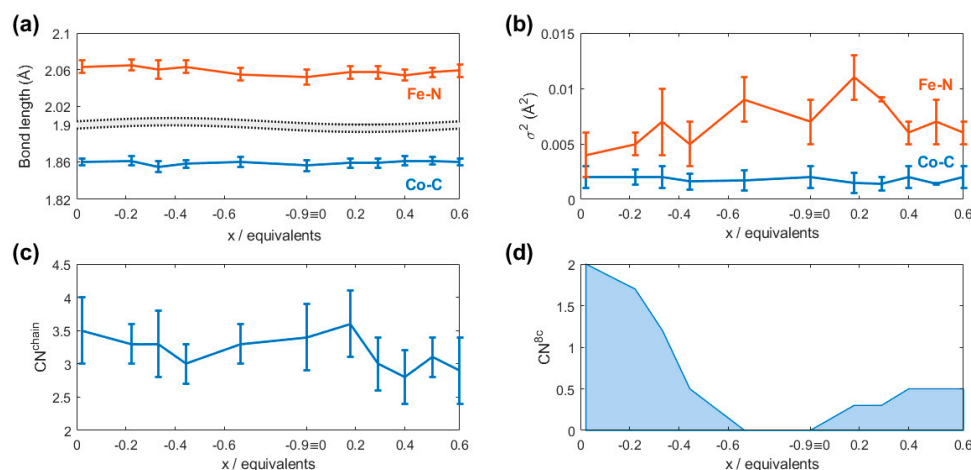 (a)
2.1
2.06
2.02
1.9
1.86
1.82
Bond length (Å)
Fe-N
Co-C
0 -0.2 -0.4 -0.6 -0.9≡0 0.2 0.4 0.6
x / equivalents
(b)
0.015
0.01
0.005
0
σ² (Å²)
Fe-N
Co-C
0 -0.2 -0.4 -0.6 -0.9≡0 0.2 0.4 0.6
x / equivalents
(c)
4.5
4
3.5
3
2.5
2
CN^chain
0 -0.2 -0.4 -0.6 -0.9≡0 0.2 0.4 0.6
x / equivalents
(d)
2
1.5
1
0.5
0
CN^8c
0 -0.2 -0.4 -0.6 -0.9≡0 0.2 0.4 0.6
x / equivalents